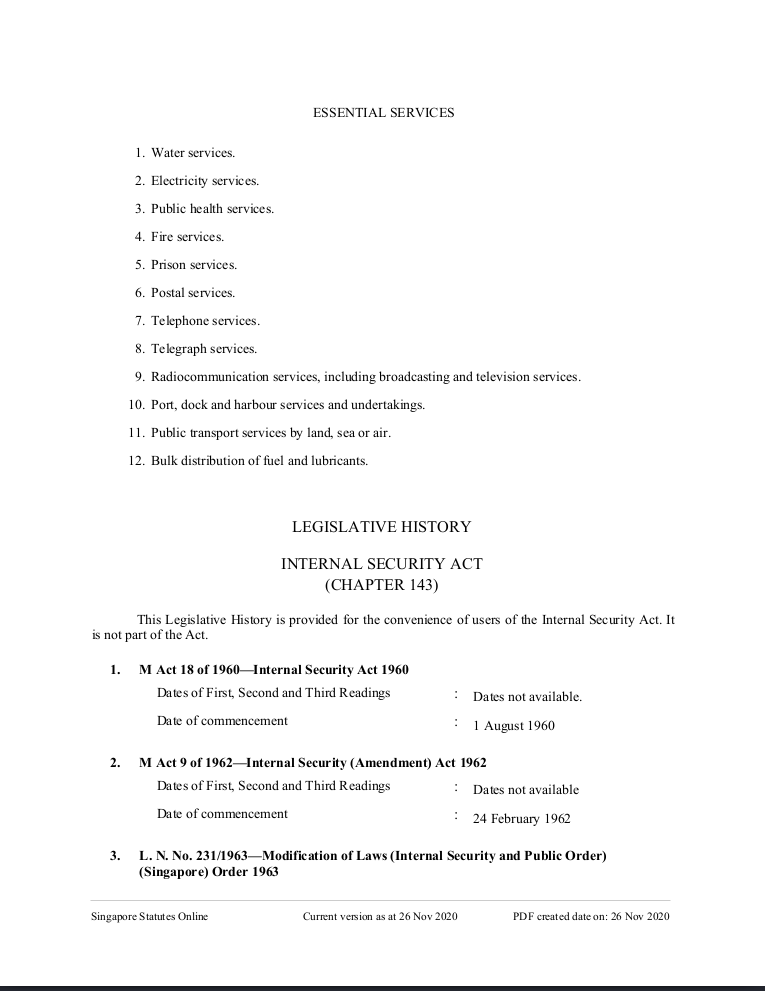 ESSENTIAL SERVICES
1. Water services.
2. Electricity services.
3. Public health services.
4. Fire services.
5. Prison services.
6. Postal services.
7. Telephone services.
8. Telegraph services.
9. Radiocommunication services, including broadcasting and television services.
10. Port, dock and harbour services and undertakings.
11. Public transport services by land, sea or air.
12. Bulk distribution of fuel and lubricants.
LEGISLATIVE HISTORY
INTERNAL SECURITY ACT
(CHAPTER 143)
This Legislative History is provided for the convenience of users of the Internal Security Act. It
is not part of the Act.
1. M Act 18 of 1960—Internal Security Act 1960
Dates of First, Second and Third Readings : Dates not available.
Date of commencement : 1 August 1960
2. M Act 9 of 1962—Internal Security (Amendment) Act 1962
Dates of First, Second and Third Readings : Dates not available
Date of commencement : 24 February 1962
3. L. N. No. 231/1963—Modification of Laws (Internal Security and Public Order)
(Singapore) Order 1963
Singapore Statutes Online Current version as at 26 Nov 2020 PDF created date on: 26 Nov 2020